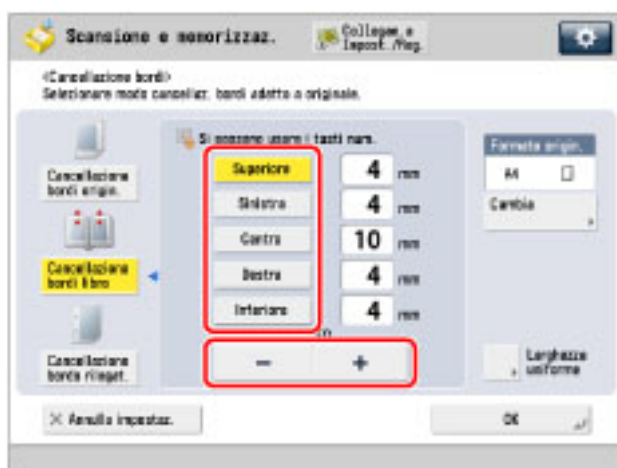 Scansione e memorizzaz.
Collegam. e
Impost./Reg.
<Cancellazione bordi>
Selezionare modo cancellaz. bordi adatto a originale.
Si possono usare i tasti num.
Cancellazione
bordi origin.
Cancellazione
bordi libro
Cancellazione
bordo rilegat.
Superiore 4 mm
Sinistra 4 mm
Centro 10 mm
Destra 4 mm
Inferiore 4 mm
- +
Formato origin.
A4
Cambia
Larghezza
uniforme
× Annulla impostaz.
OK